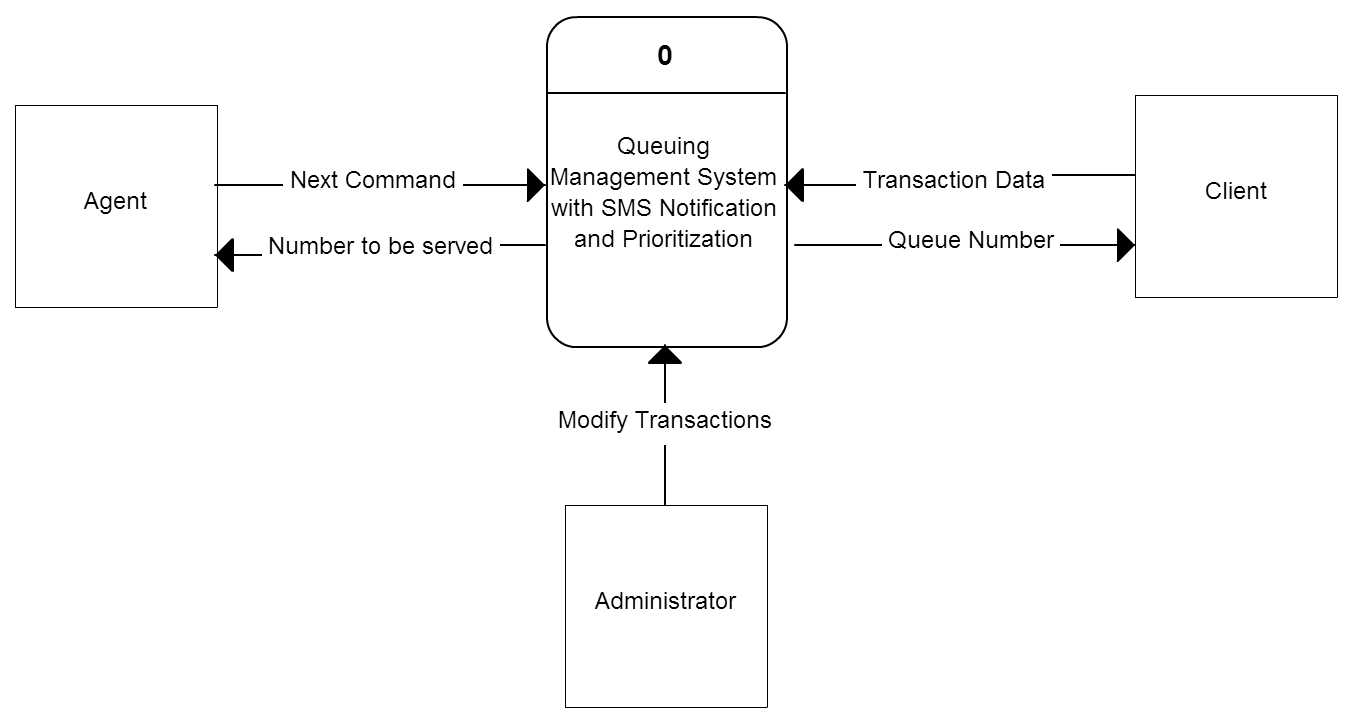 0
Queuing
Management System
with SMS Notification
and Prioritization
Agent
Next Command
Number to be served
Transaction Data
Queue Number
Client
Modify Transactions
Administrator